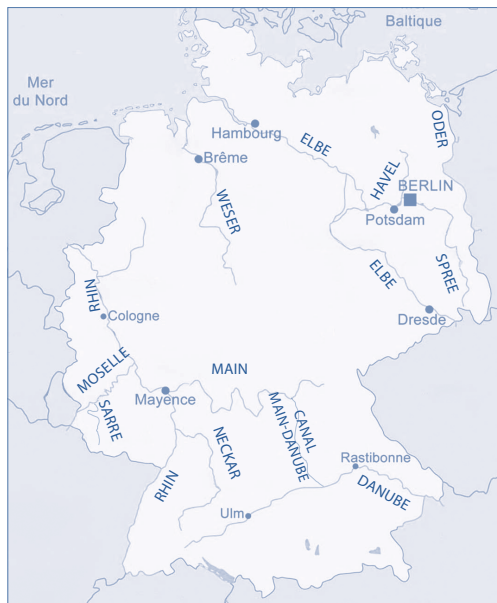 Baltique
Mer
du Nord
Hambourg
ELBE
ODER
Brême
HAVEL
BERLIN
WESER
Potsdam
ELBE
SPREE
RHIN
Cologne
Dresde
MOSELLE
MAIN
Mayence
SARRE
NECKAR
CANAL
MAIN-DANUBE
Rastibonne
RHIN
DANUBE
Ulm